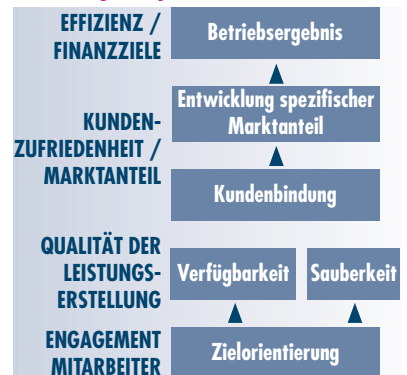 EFFIZIENZ /
FINANZZIELE
Betriebsergebnis
Entwicklung spezifischer
Marktanteil
KUNDEN-
ZUFRIEDENHEIT /
MARKTANTEIL
Kundenbindung
QUALITÄT DER
LEISTUNGS-
ERSTELLUNG
Verfügbarkeit
Sauberkeit
ENGAGEMENT
MITARBEITER
Zielorientierung